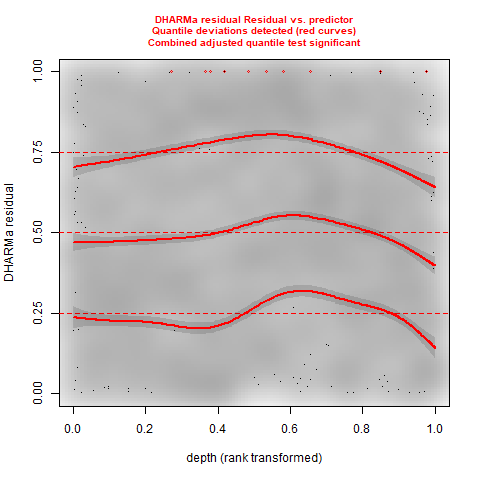 DHARMa residual Residual vs. predictor
Quantile deviations detected (red curves)
Combined adjusted quantile test significant
1.00
0.75
0.50
0.25
0.00
DHARMa residual
0.0 0.2 0.4 0.6 0.8 1.0
depth (rank transformed)